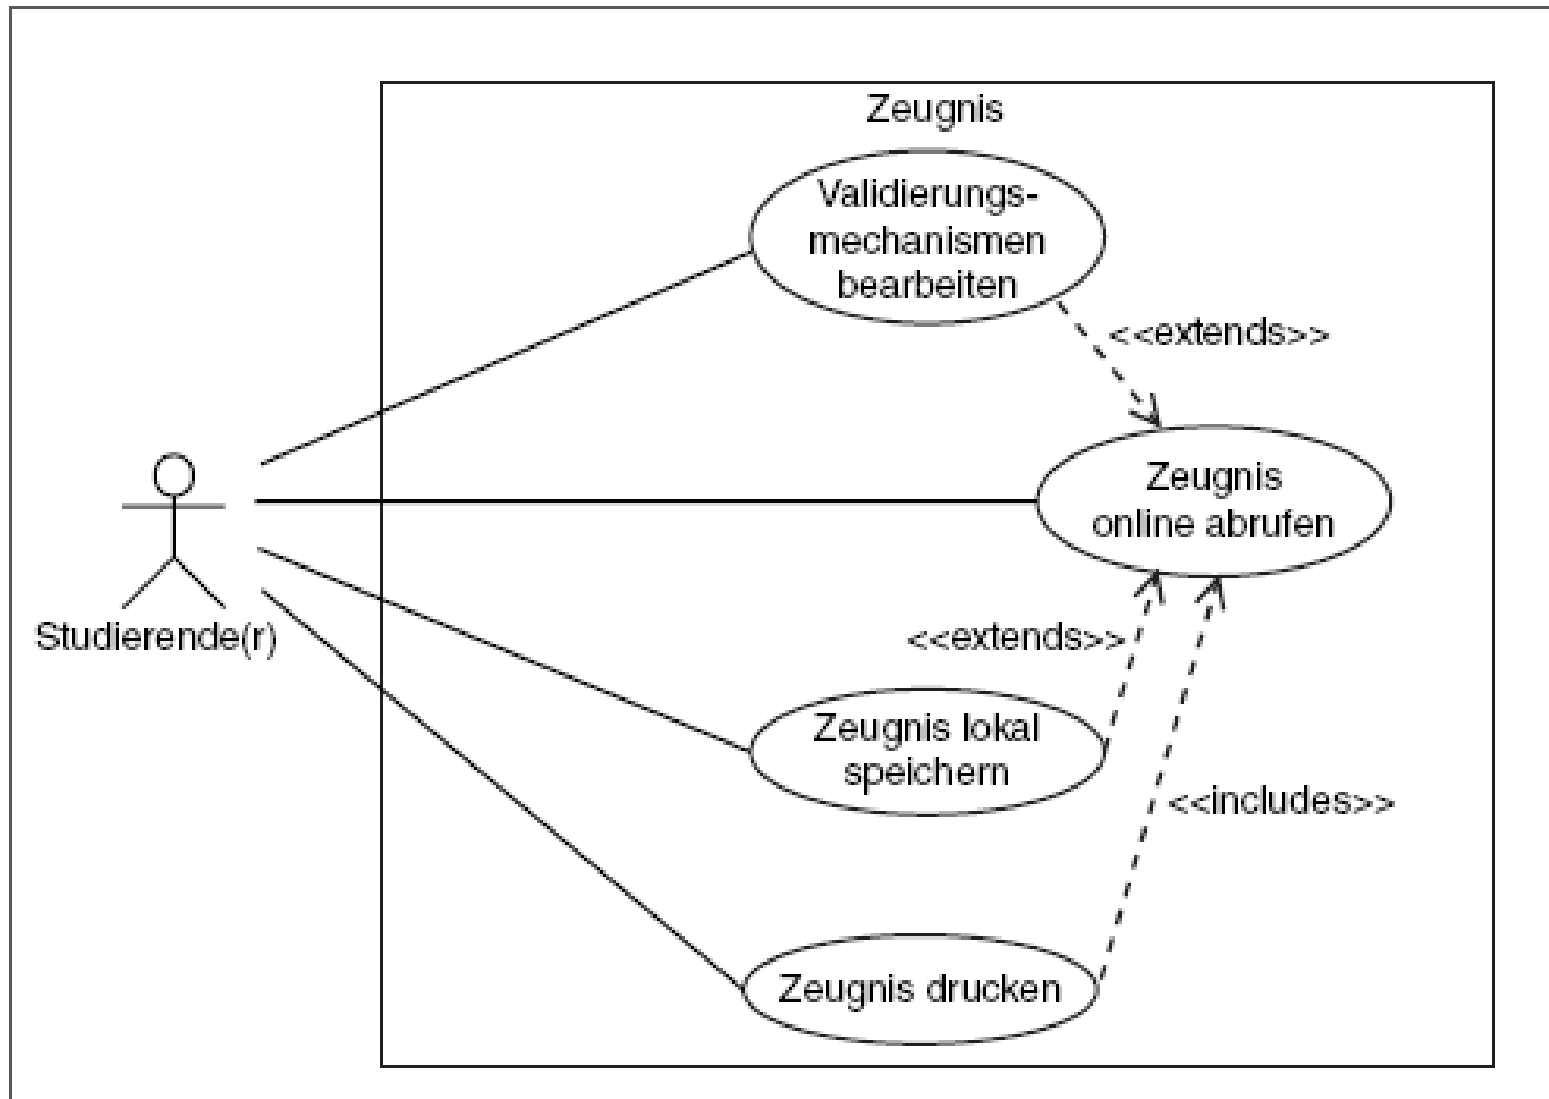 Zeugnis
Validierungs-
mechanismen
bearbeiten
<<extends>>
Zeugnis
online abrufen
Studierende(r)
<<extends>>
Zeugnis lokal
speichern
<<includes>>
Zeugnis drucken